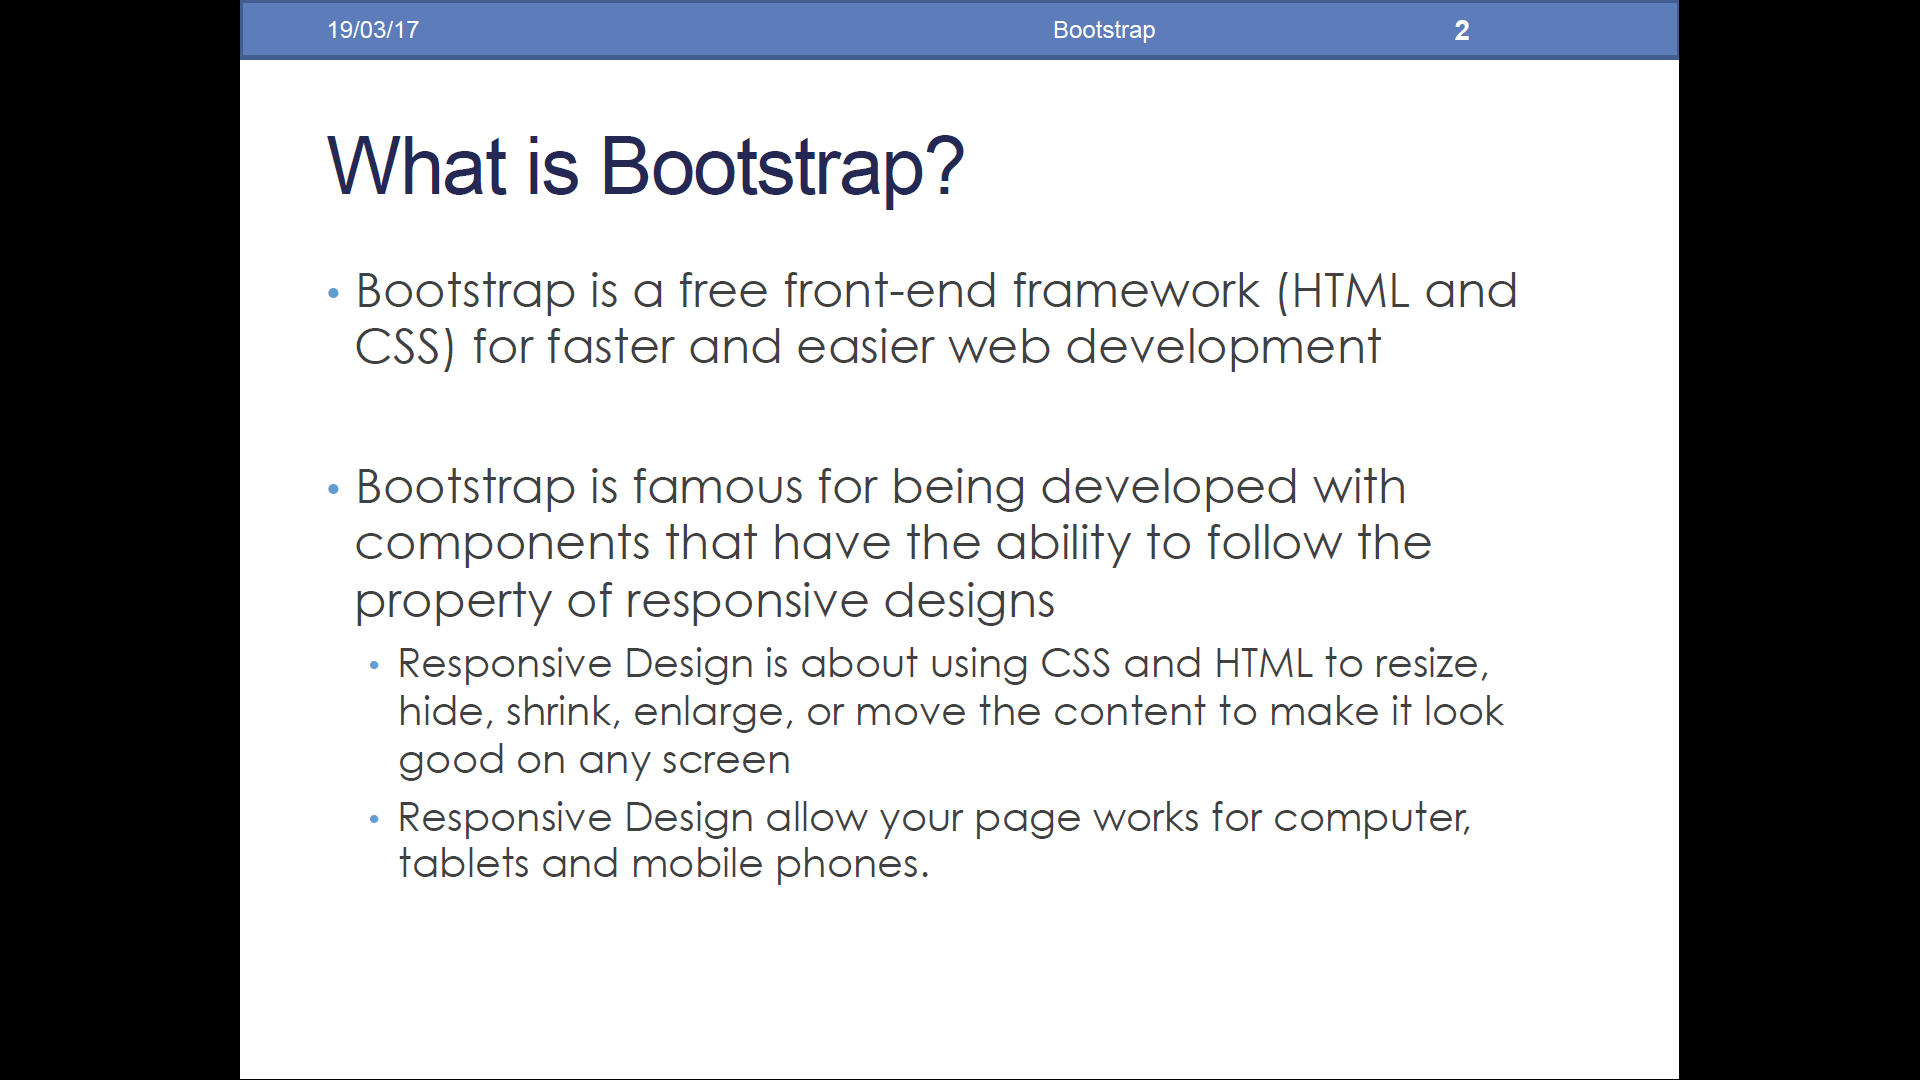 19/03/17 Bootstrap 2
What is Bootstrap?
• Bootstrap is a free front-end framework (HTML and
CSS) for faster and easier web development
• Bootstrap is famous for being developed with
components that have the ability to follow the
property of responsive designs
• Responsive Design is about using CSS and HTML to resize,
hide, shrink, enlarge, or move the content to make it look
good on any screen
• Responsive Design allow your page works for computer,
tablets and mobile phones.